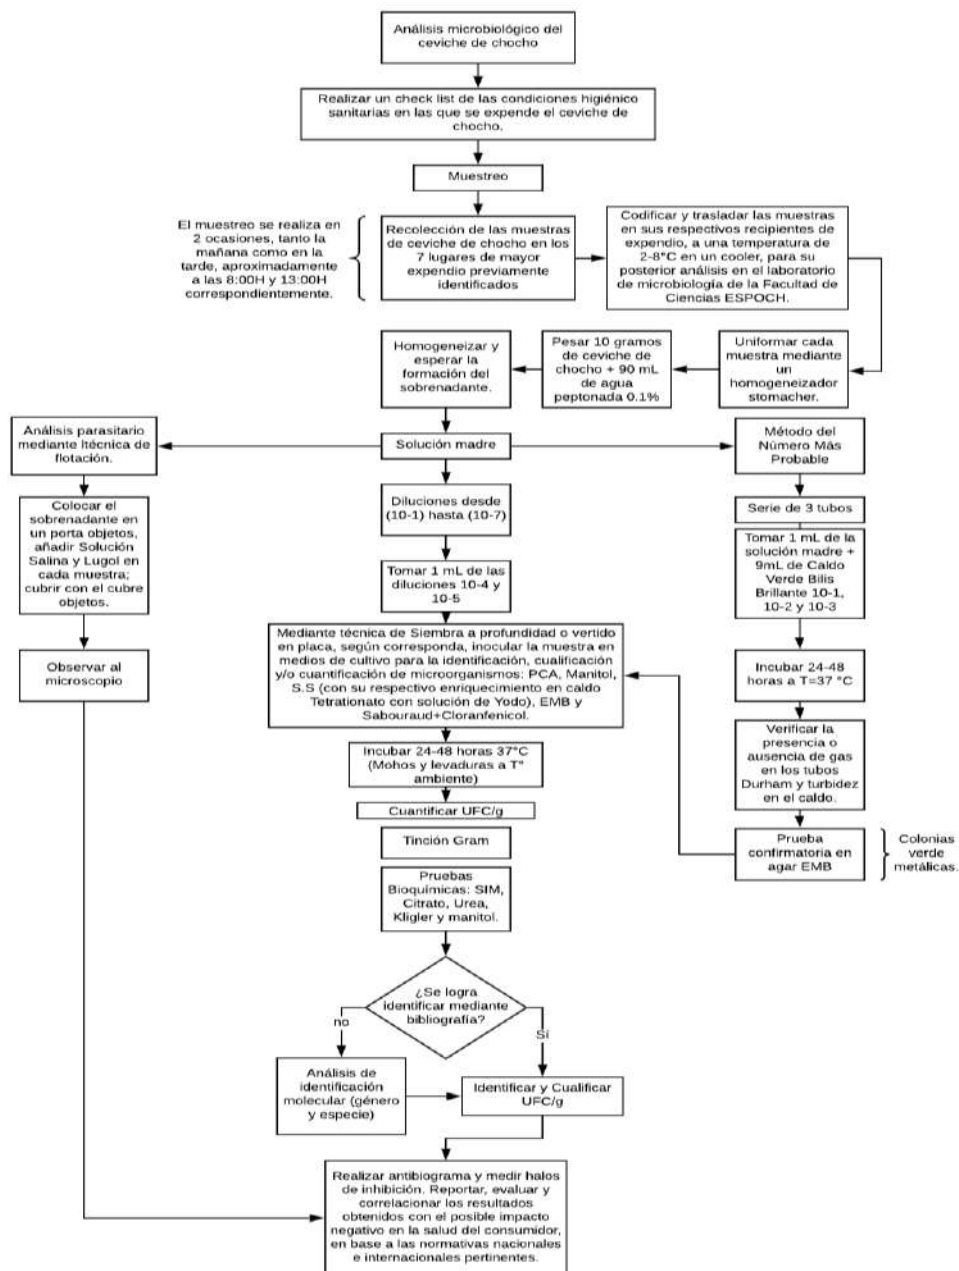 Análisis microbiológico del
ceviche de chocho
Realizar un check list de las condiciones higiénico
sanitarias en las que se expende el ceviche de
chocho.
Muestreo
El muestreo se realiza en
2 ocasiones, tanto la
mañana como en la
tarde, aproximadamente
a las 8:00H y 13:00H
correspondientemente.
Recolección de las muestras
de ceviche de chocho en los
7 lugares de mayor
expendio previamente
identificados
Codificar y trasladar las muestras
en sus respectivos recipientes de
expendio, a una temperatura de
2-8°C en un cooler, para su
posterior análisis en el laboratorio
de microbiología de la Facultad de
Ciencias ESPOCH.
Uniformar cada
muestra mediante
un
homogeneizador
stomacher.
Pesar 10 gramos
de ceviche de
chocho + 90 mL
de agua
peptonada 0.1%
Homogeneizar y
esperar la
formación del
sobrenadante.
Solución madre
Análisis parasitario
mediante ltécnica de
flotación.
Colocar el
sobrenadante en
un porta objetos,
añadir Solución
Salina y Lugol en
cada muestra;
cubrir con el cubre
objetos.
Observar al
microscopio
Diluciones desde
(10-1) hasta (10-7)
Tomar 1 mL de las
diluciones 10-4 y
10-5
Mediante técnica de Siembra a profundidad o vertido
en placa, según corresponda, inocular la muestra en
medios de cultivo para la identificación, cualificación
y/o cuantificación de microorganismos: PCA, Manitol,
S.S (con su respectivo enriquecimiento en caldo
Tetrationato con solución de Yodo), EMB y
Sabouraud+Cloranfenicol.
Incubar 24-48 horas 37°C
(Mohos y levaduras a T°
ambiente)
Cuantificar UFC/g
Tinción Gram
Pruebas
Bioquímicas: SIM,
Citrato, Urea,
Kligler y manitol.
Método del
Número Más
Probable
Serie de 3 tubos
Tomar 1 mL de la
solución madre +
9mL de Caldo
Verde Bilis
Brillante 10-1,
10-2 y 10-3
Incubar 24-48
horas a T=37 °C
Verificar la
presencia o
ausencia de gas
en los tubos
Durham y turbidez
en el caldo.
Prueba
confirmatoria en
agar EMB
Colonias
verde
metálicas.
¿Se logra
identificar mediante
bibliografía?
no
Sí
Análisis de
identificación
molecular (género
y especie)
Identificar y Cualificar
UFC/g
Realizar antibiograma y medir halos
de inhibición. Reportar, evaluar y
correlacionar los resultados
obtenidos con el posible impacto
negativo en la salud del consumidor,
en base a las normativas nacionales
e internacionales pertinentes.